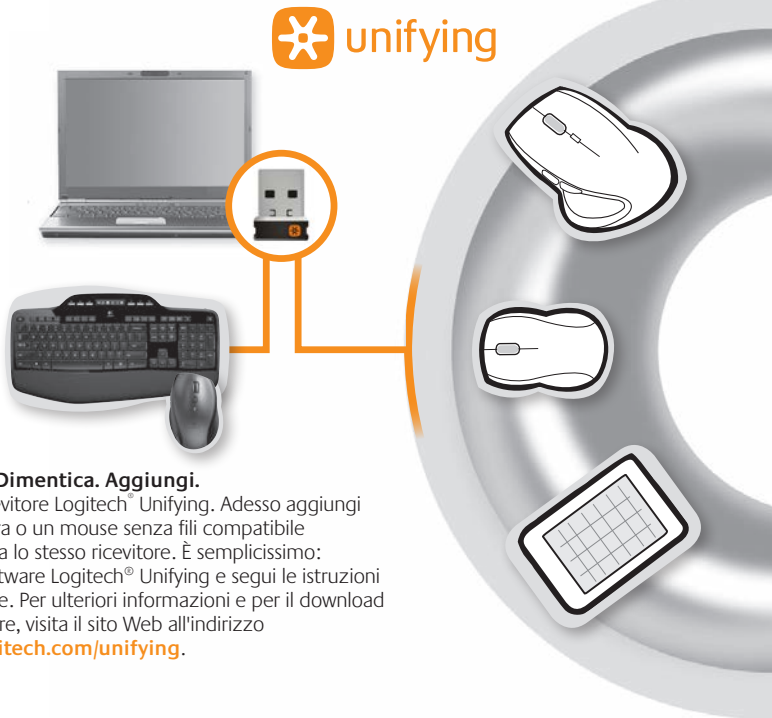 unifying
Dimentica. Aggiungi.
evitore Logitech® Unifying. Adesso aggiungi
ra o un mouse senza fili compatibile
a lo stesso ricevitore. È semplicissimo:
tware Logitech® Unifying e segui le istruzioni
e. Per ulteriori informazioni e per il download
re, visita il sito Web all'indirizzo
itech.com/unifying.